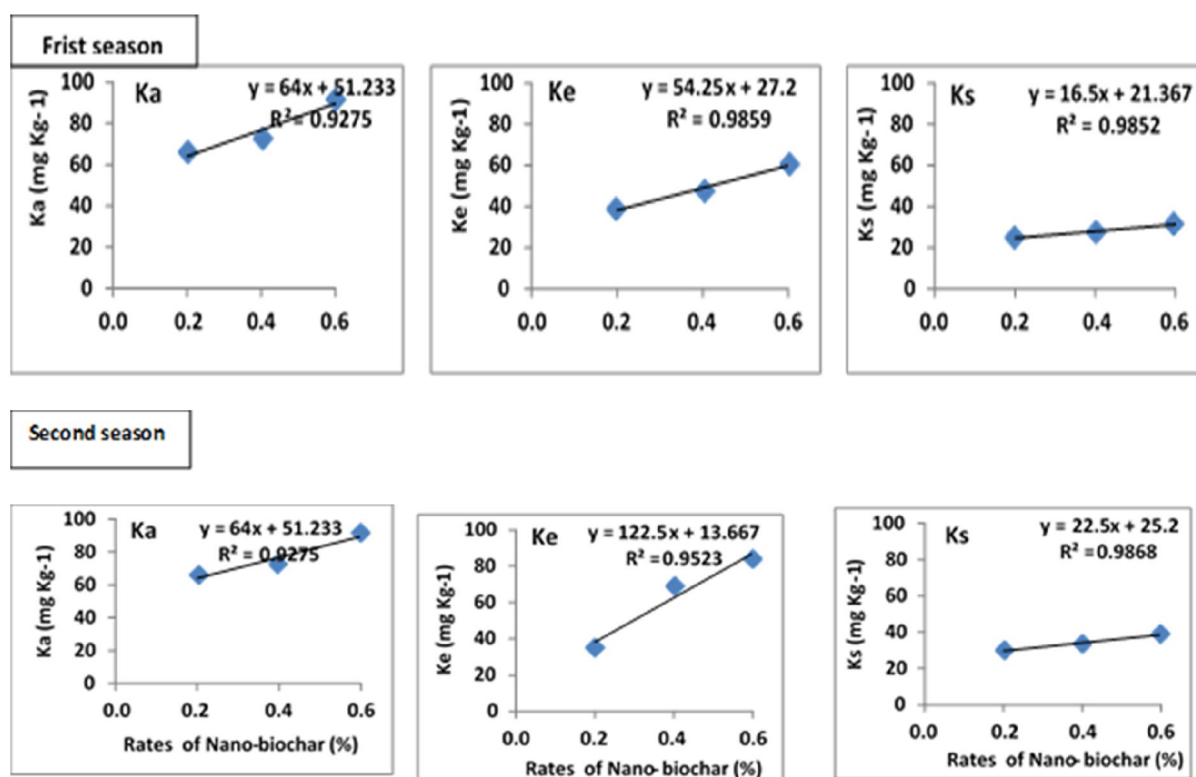 Frist season
Ka
y = 64x + 51.233
R² = 0.9275
Ka (mg Kg-1)
100
80
60
40
20
0
0.0 0.2 0.4 0.6
Ke
y = 54.25x + 27.2
R² = 0.9859
Ke (mg Kg-1)
100
80
60
40
20
0
0.0 0.2 0.4 0.6
Ks
y = 16.5x + 21.367
R² = 0.9852
Ks (mg Kg-1)
100
80
60
40
20
0
0.0 0.2 0.4 0.6
Second season
Ka
y = 64x + 51.233
R² = 0.9275
Ka (mg Kg-1)
100
80
60
40
20
0
0.0 0.2 0.4 0.6
Rates of Nano-biochar (%)
Ke
y = 122.5x + 13.667
R² = 0.9523
Ke (mg Kg-1)
100
80
60
40
20
0
0.0 0.2 0.4 0.6
Rates of Nano-biochar (%)
Ks
y = 22.5x + 25.2
R² = 0.9868
Ks (mg Kg-1)
100
80
60
40
20
0
0.0 0.2 0.4 0.6
Rates of Nano-biochar (%)